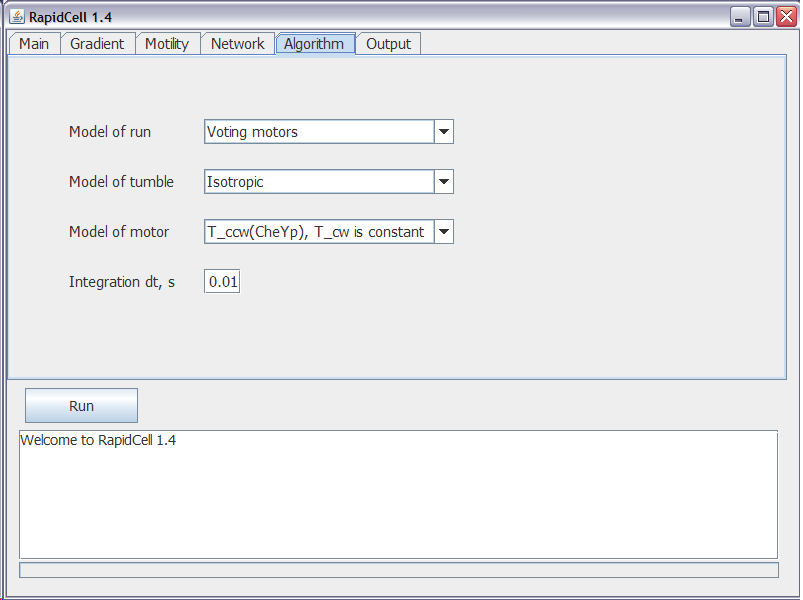 RapidCell 1.4
Main Gradient Motility Network Algorithm Output
Model of run Voting motors
Model of tumble Isotropic
Model of motor T_ccw(CheYp), T_cw is constant
Integration dt, s 0.01
Run
Welcome to RapidCell 1.4